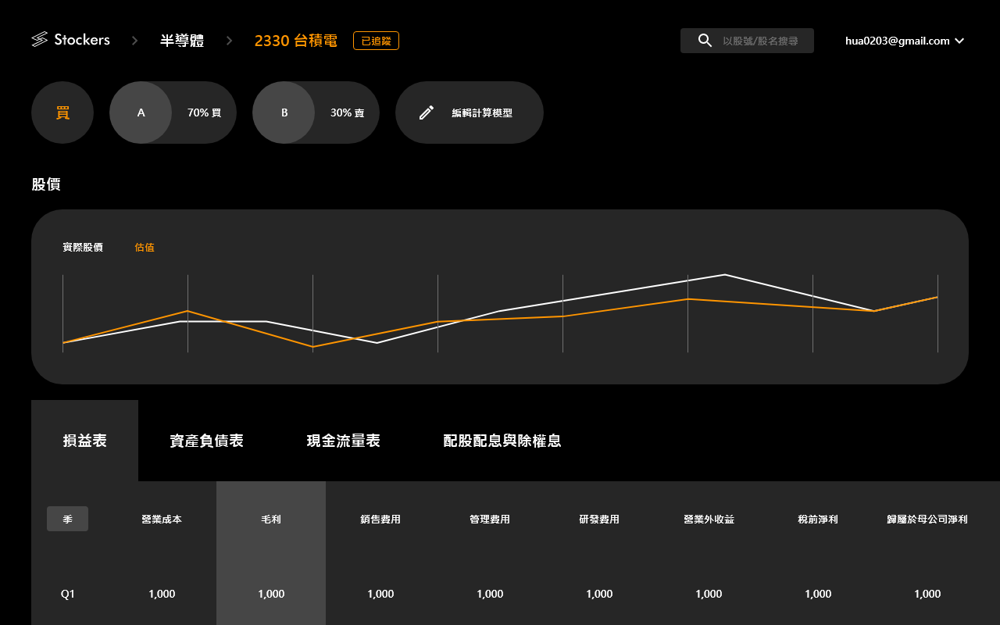 Stockers 半導體 2330 台積電 已追蹤 以股號/股名搜尋 hua0203@gmail.com
買 A 70% 買 B 30% 賣 編輯計算模型
股價
實際股價 估值
損益表 資產負債表 現金流量表 配股配息與除權息
季 營業成本 毛利 銷售費用 管理費用 研發費用 營業外收益 稅前淨利 歸屬於母公司淨利
Q1 1,000 1,000 1,000 1,000 1,000 1,000 1,000 1,000